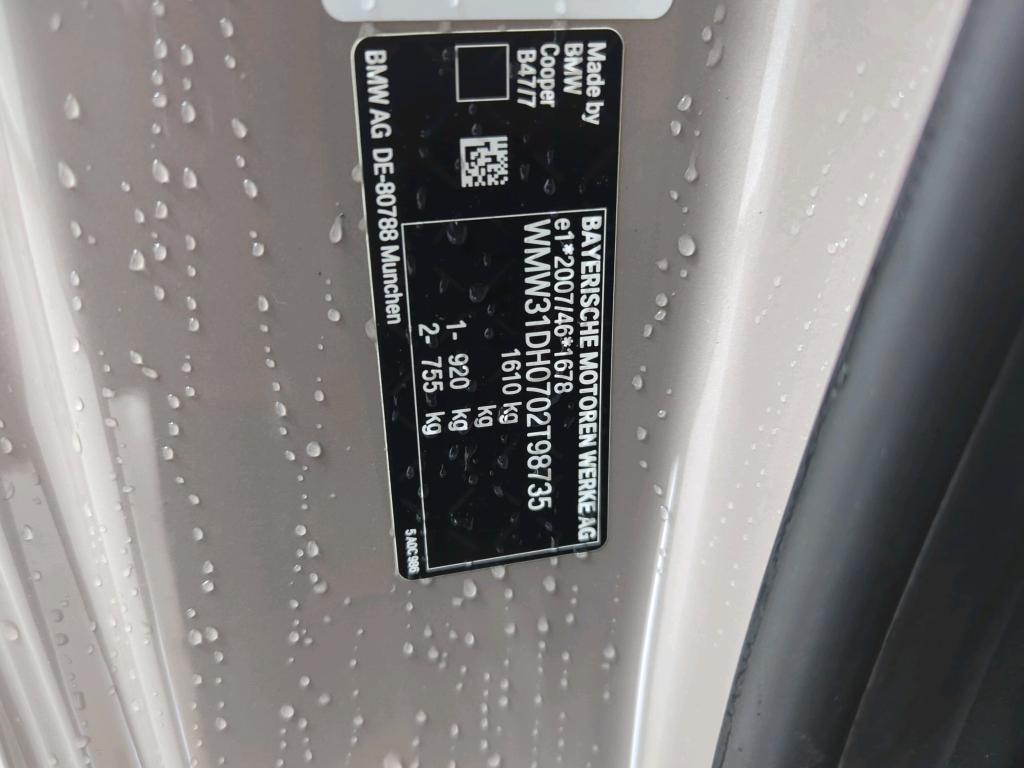 Made by
BMW
Cooper
B47/7
BAYERISCHE MOTOREN WERKE AG
e1*2007/46*1678
WMW31DH0702T98735
1610 kg
kg
1- 920 kg
2- 755 kg
BMW AG DE-80788 Munchen